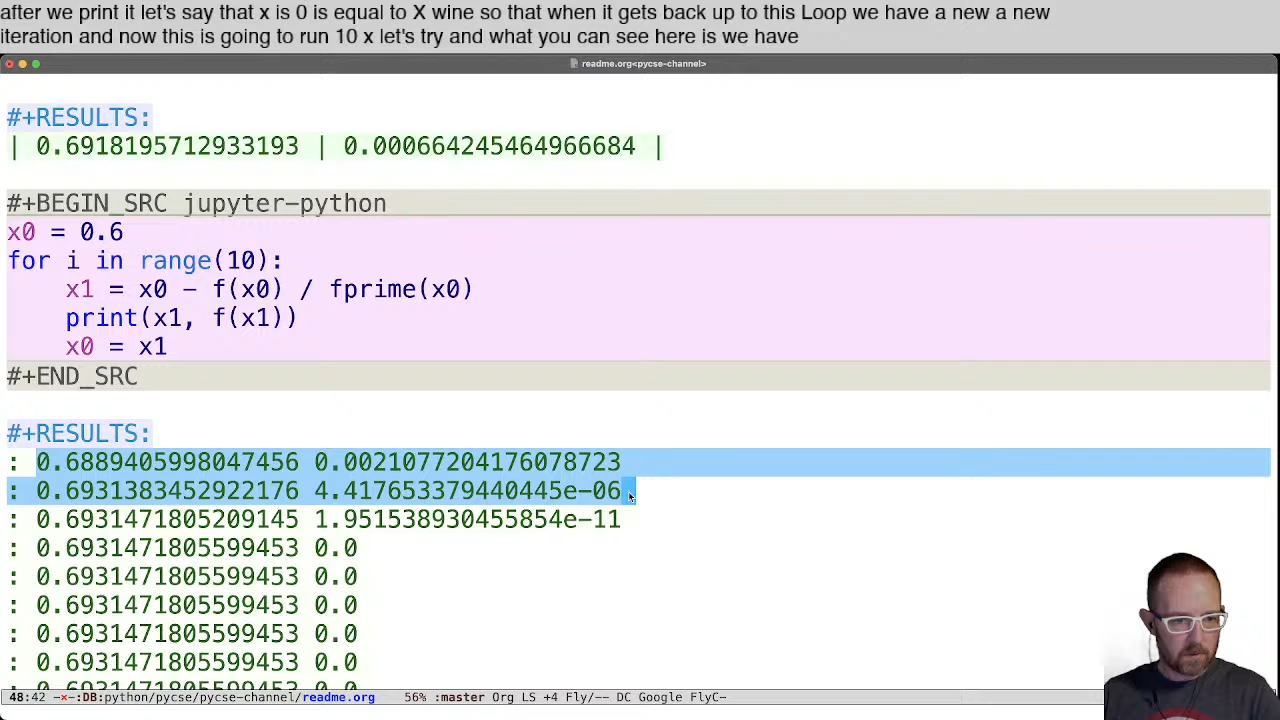 after we print it let's say that x is 0 is equal to X wine so that when it gets back up to this Loop we have a new a new
iteration and now this is going to run 10 x let's try and what you can see here is we have
readme.org<pycse-channel>
#+RESULTS:
| 0.6918195712933193 | 0.000664245464966684 |
#+BEGIN_SRC jupyter-python
x0 = 0.6
for i in range(10):
    x1 = x0 - f(x0) / fprime(x0)
    print(x1, f(x1))
    x0 = x1
#+END_SRC
#+RESULTS:
: 0.6889405998047456 0.0021077204176078723
: 0.6931383452922176 4.417653379440445e-06
: 0.6931471805209145 1.951538930455854e-11
: 0.6931471805599453 0.0
: 0.6931471805599453 0.0
: 0.6931471805599453 0.0
: 0.6931471805599453 0.0
: 0.6931471805599453 0.0
: 0.6931471805599453 0.0
48:42 -×-:DB:python/pycse/pycse-channel/readme.org 56% :master Org LS +4 Fly/-- DC Google FlyC-